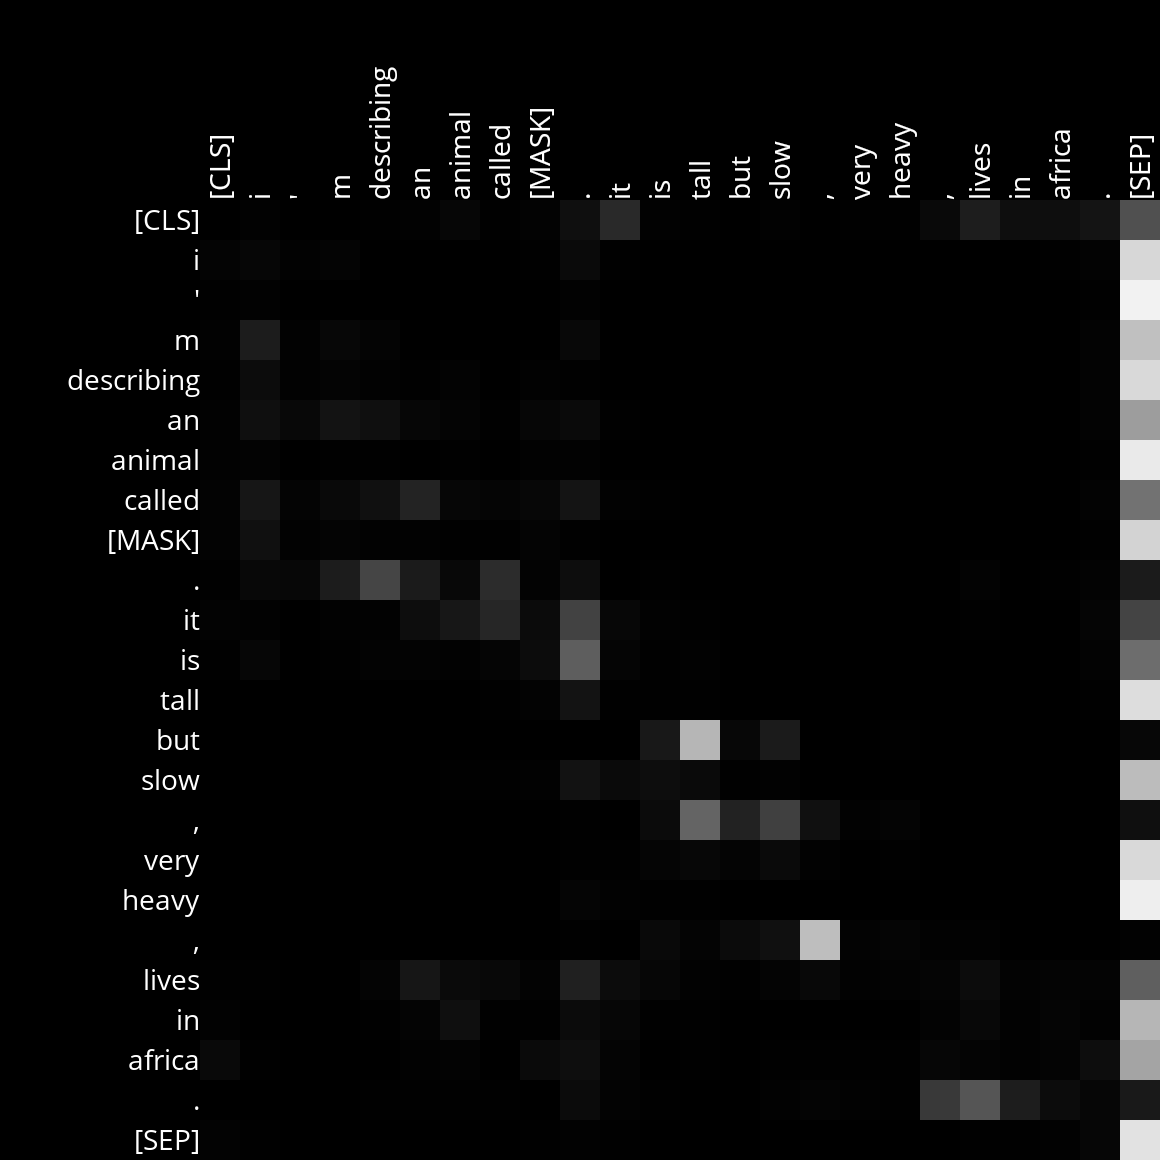 [CLS] i ' m describing an animal called [MASK] . it is tall but slow , very heavy , lives in africa . [SEP]
[CLS]
i
'
m
describing
an
animal
called
[MASK]
.
it
is
tall
but
slow
,
very
heavy
,
lives
in
africa
.
[SEP]